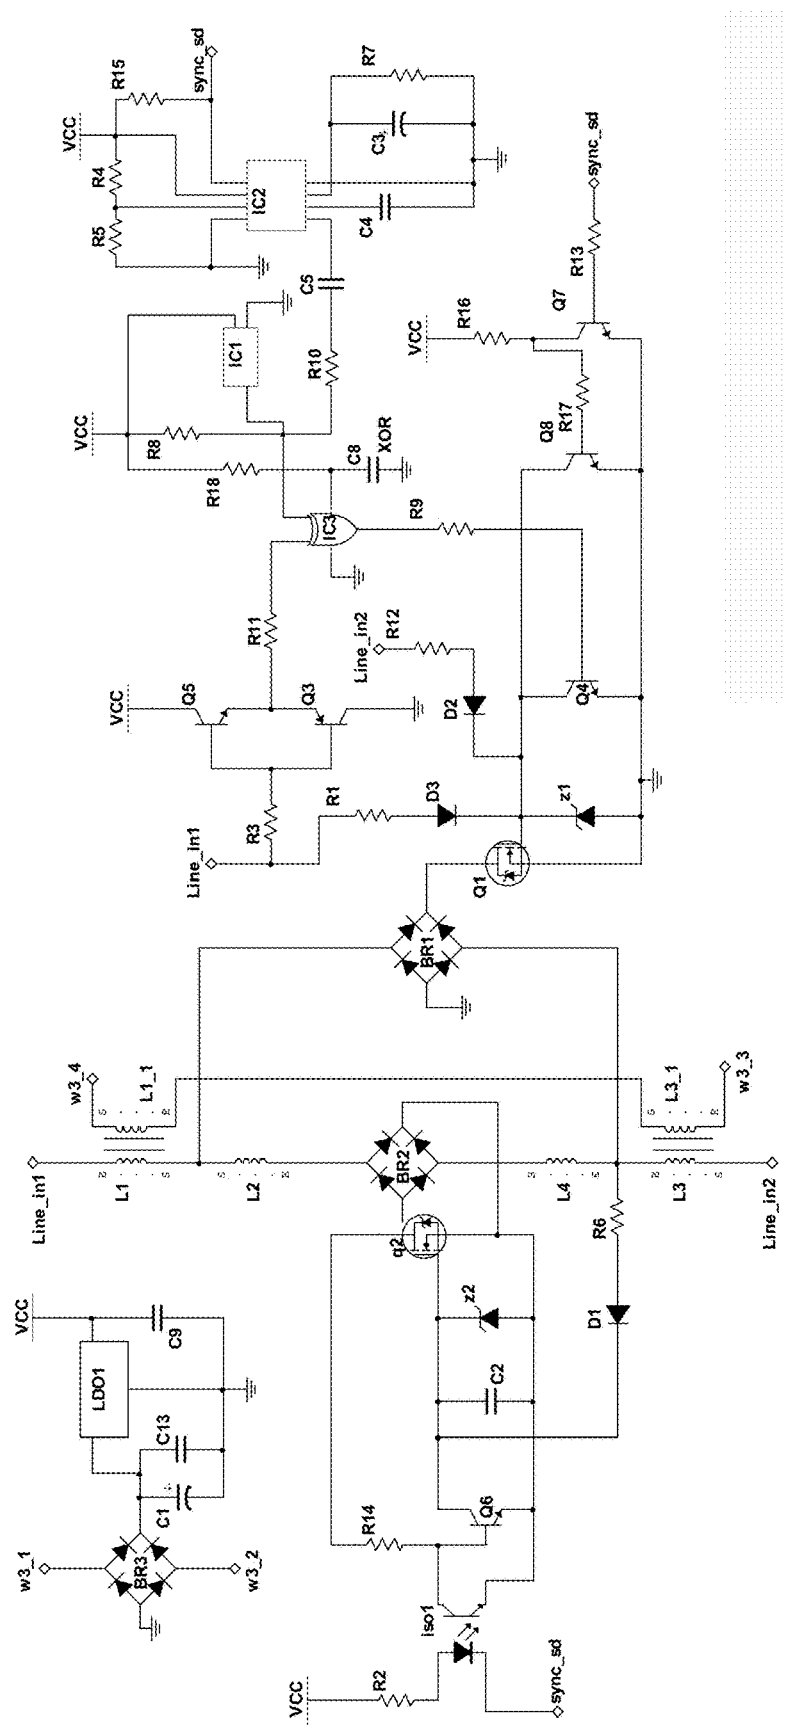 R15
sync_sd
R7
VCC
R4
R5
IC2
C3
C4
C5
sync_sd
R13
Q7
R16
VCC
IC1
R10
VCC
R8
R18
R17
Q8
C8
XOR
IC3
R9
R11
Line_in2
R12
VCC
Q5
Q3
D2
Q4
R1
D3
z1
R3
Line_in1
Q1
BR1
w3_4
L1_1
L3_1
w3_3
S
R
S
R
Line_in1
L1
L2
BR2
L4
L3
Line_in2
R
S
S
R
R
S
R
S
q2
R6
z2
D1
VCC
C9
LDO1
C2
C13
C1
R14
Q6
w3_1
BR3
w3_2
iso1
R2
VCC
sync_sd